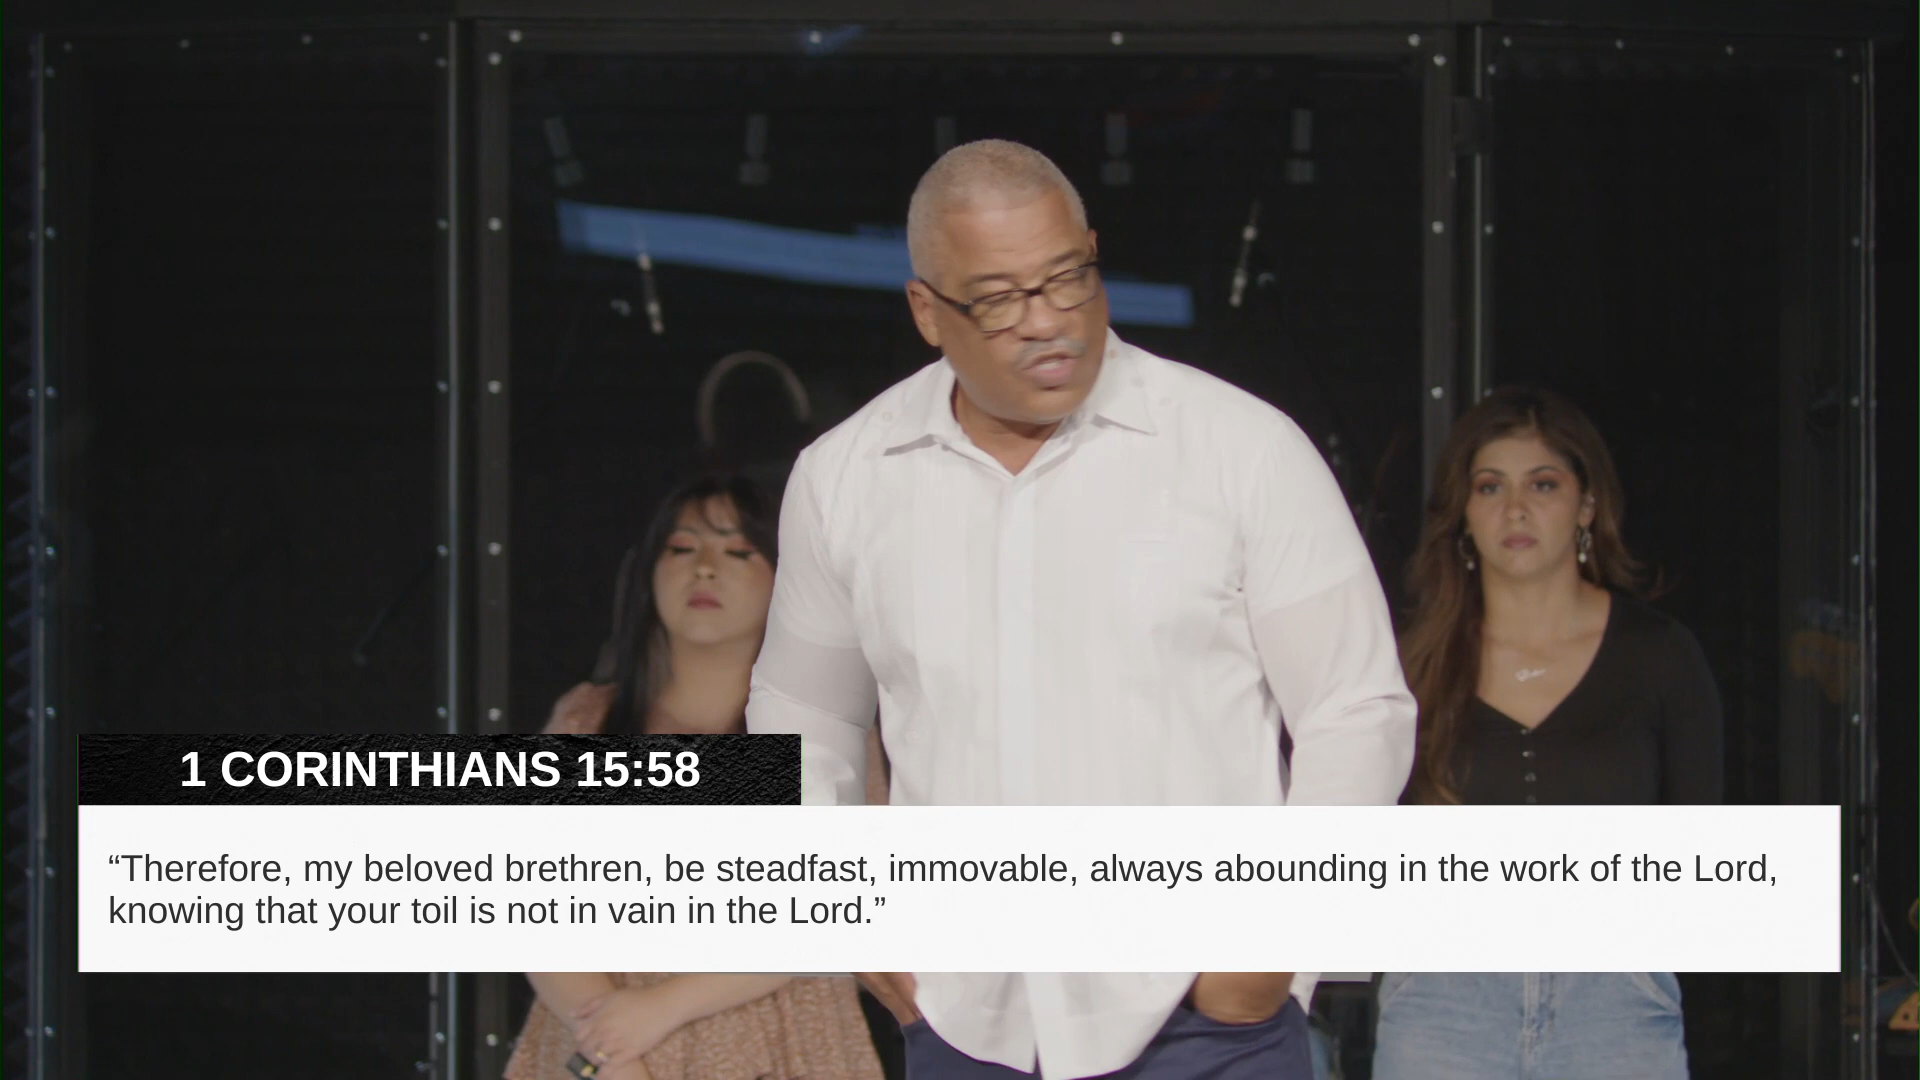 1 CORINTHIANS 15:58
“Therefore, my beloved brethren, be steadfast, immovable, always abounding in the work of the Lord,
knowing that your toil is not in vain in the Lord.”